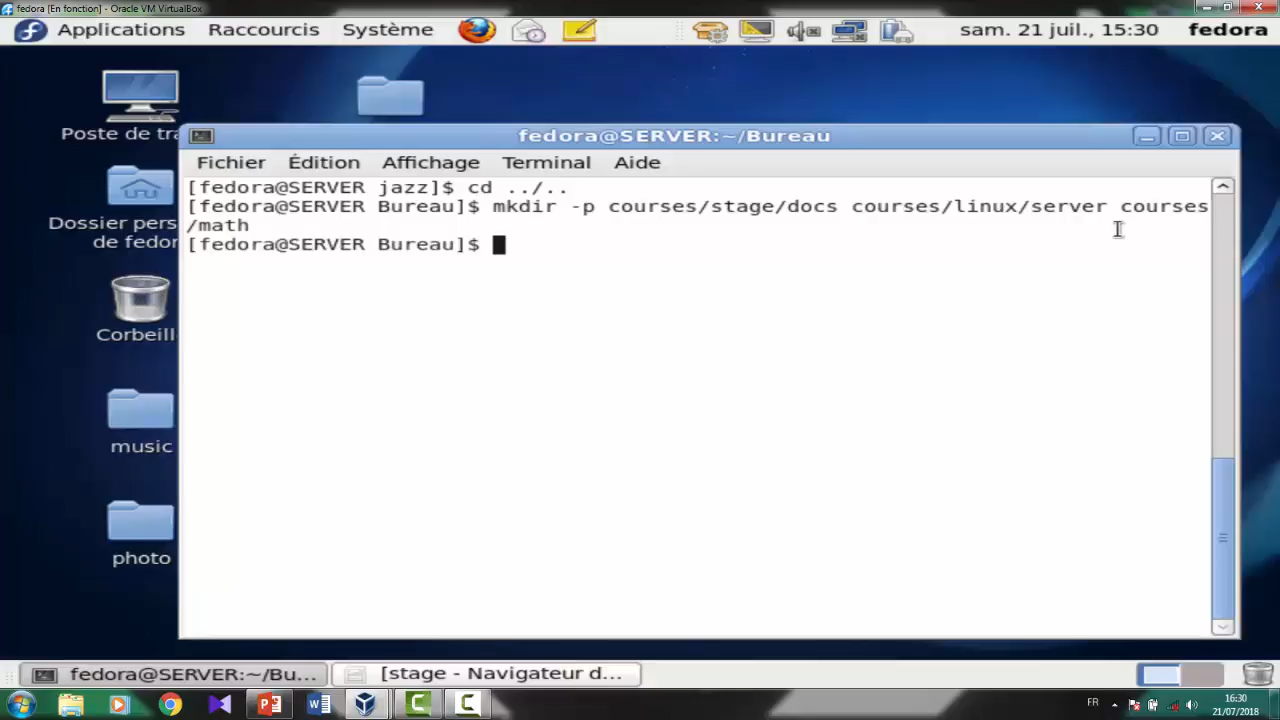 fedora [En fonction] - Oracle VM VirtualBox
Applications Raccourcis Système sam. 21 juil., 15:30 fedora
Poste de tra
fedora@SERVER:~/Bureau
Fichier Édition Affichage Terminal Aide
[fedora@SERVER jazz]$ cd ../..
[fedora@SERVER Bureau]$ mkdir -p courses/stage/docs courses/linux/server courses
/math
[fedora@SERVER Bureau]$
Dossier pers
de fedor
Corbeill
music
photo
fedora@SERVER:~/Bu... [stage - Navigateur d...
FR 16:30
21/07/2018